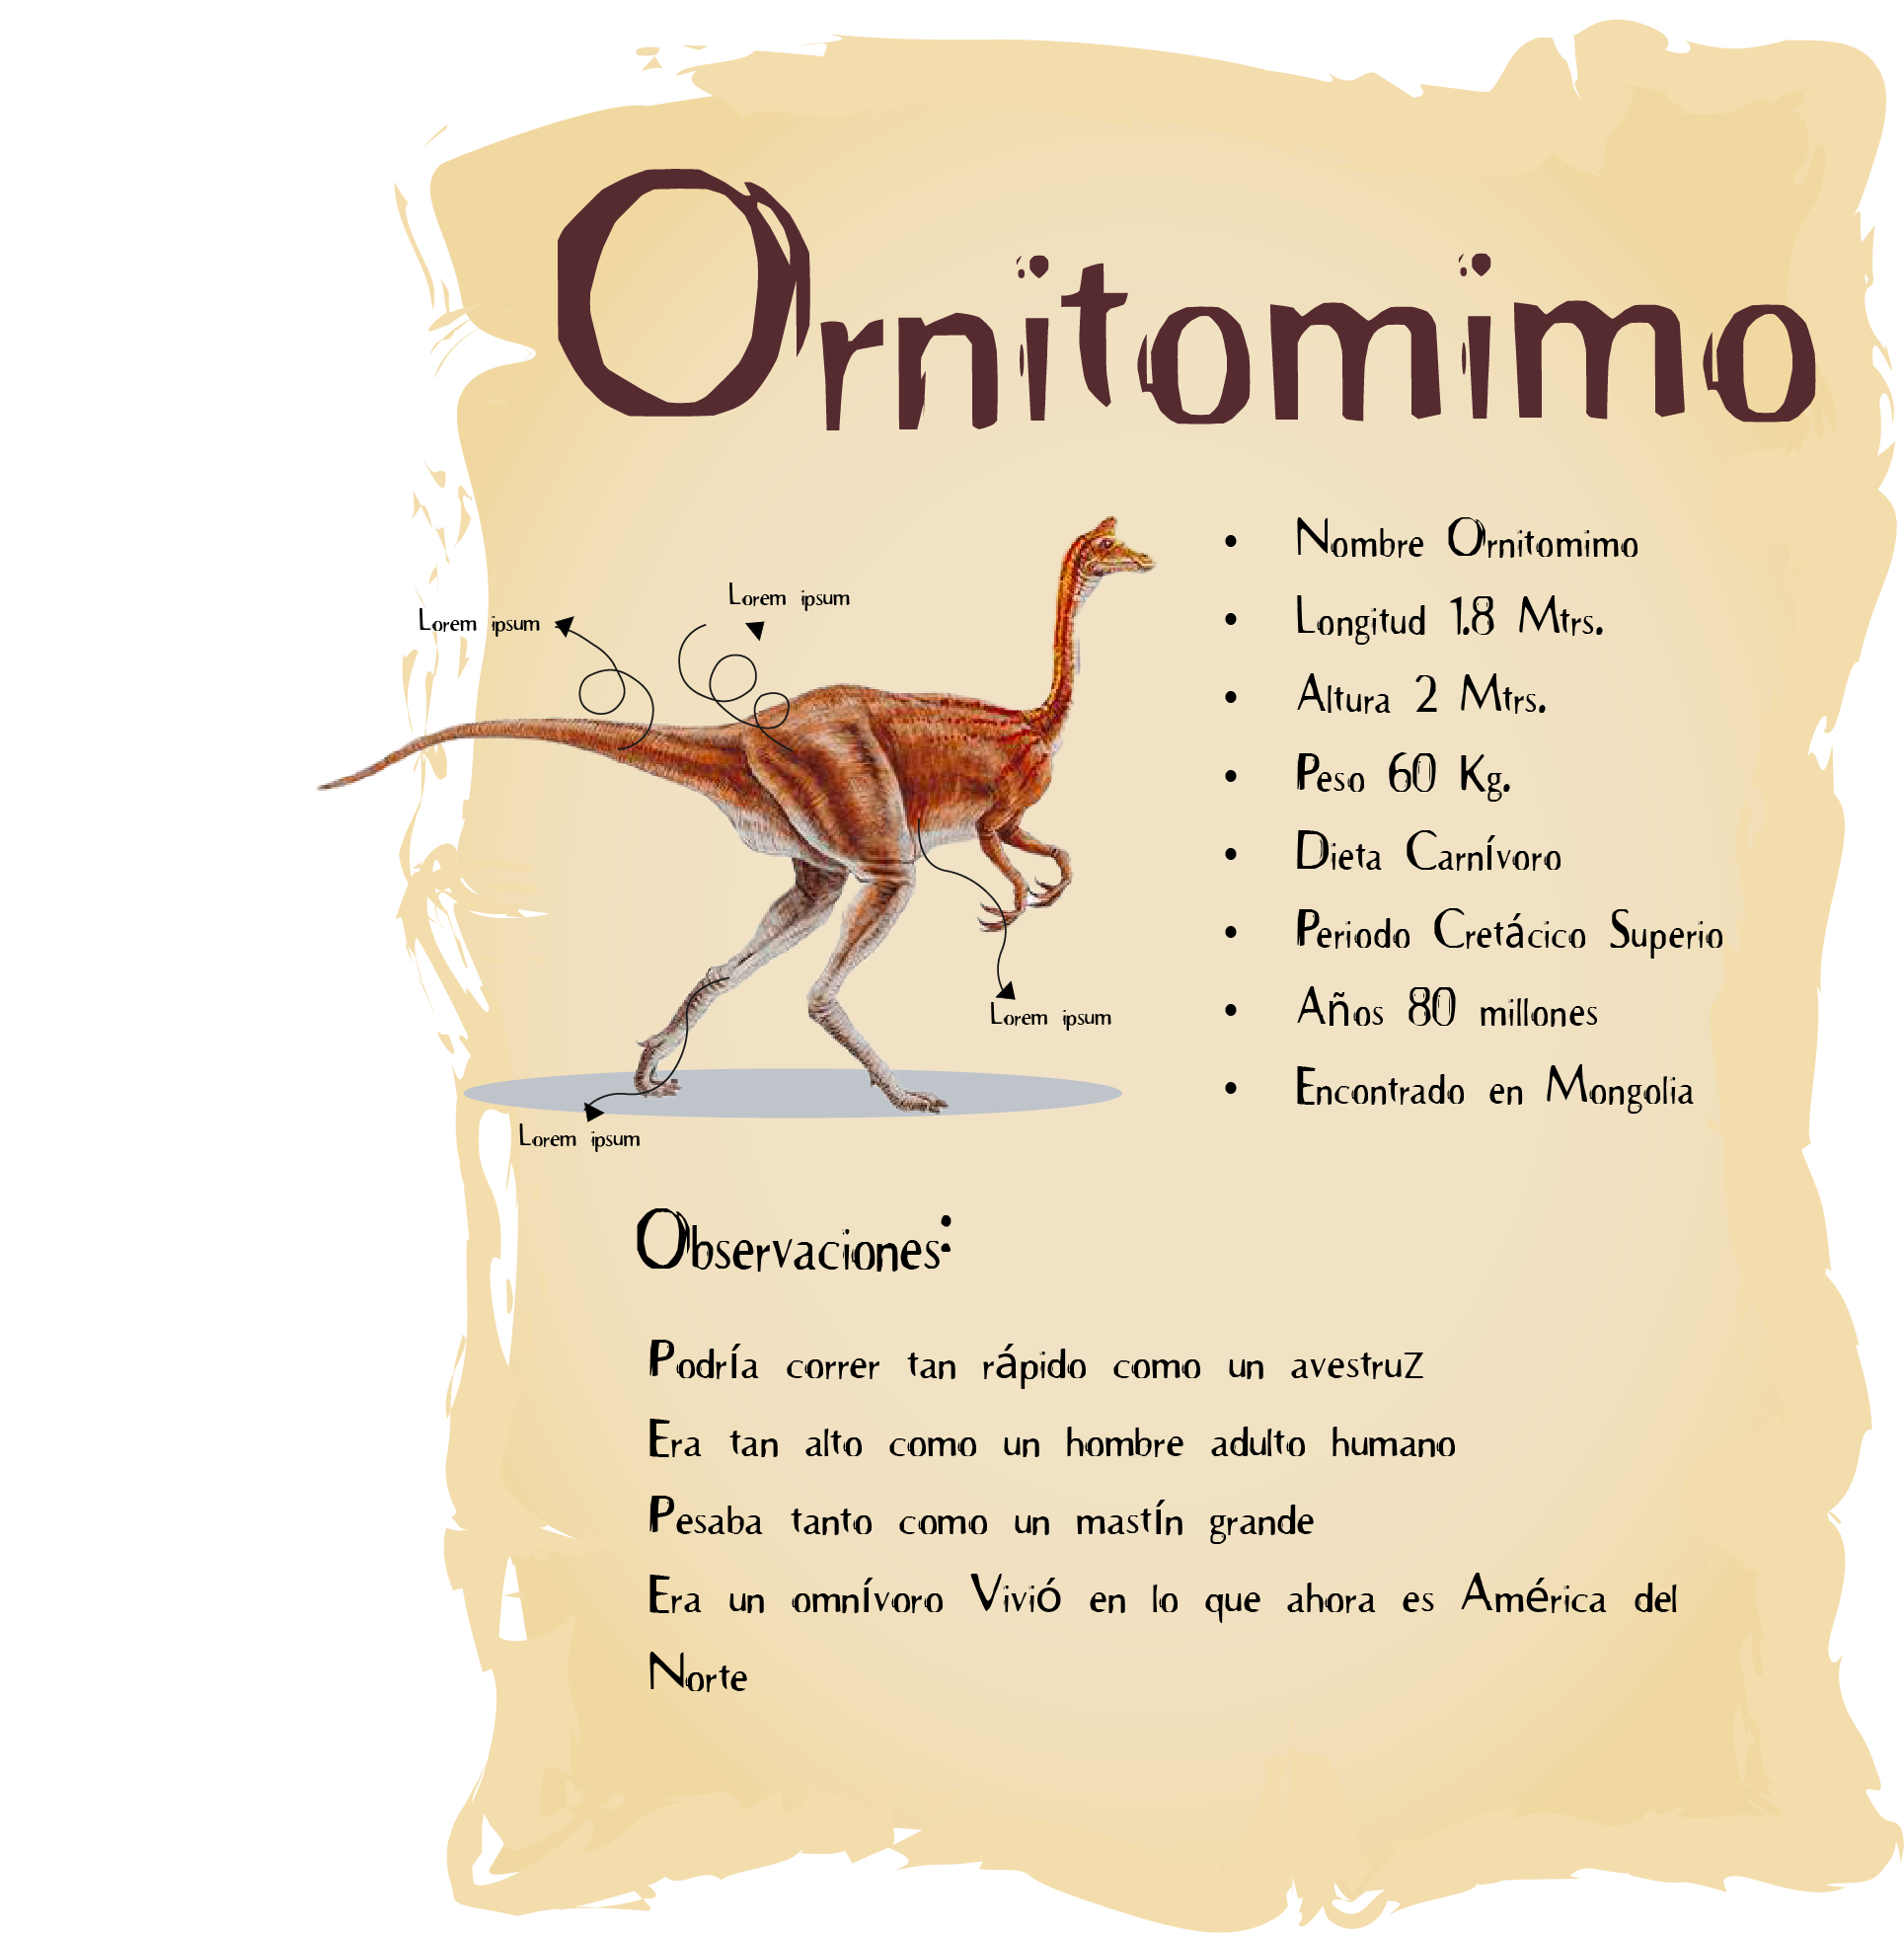 Ornitomimo
Lorem ipsum
Lorem ipsum
Lorem ipsum
Lorem ipsum
• Nombre Ornitomimo
• Longitud 1.8 Mtrs.
• Altura 2 Mtrs.
• Peso 60 Kg.
• Dieta Carnívoro
• Periodo Cretácico Superio
• Años 80 millones
• Encontrado en Mongolia
Observaciones:
Podría correr tan rápido como un avestruz
Era tan alto como un hombre adulto humano
Pesaba tanto como un mastín grande
Era un omnívoro Vivió en lo que ahora es América del
Norte